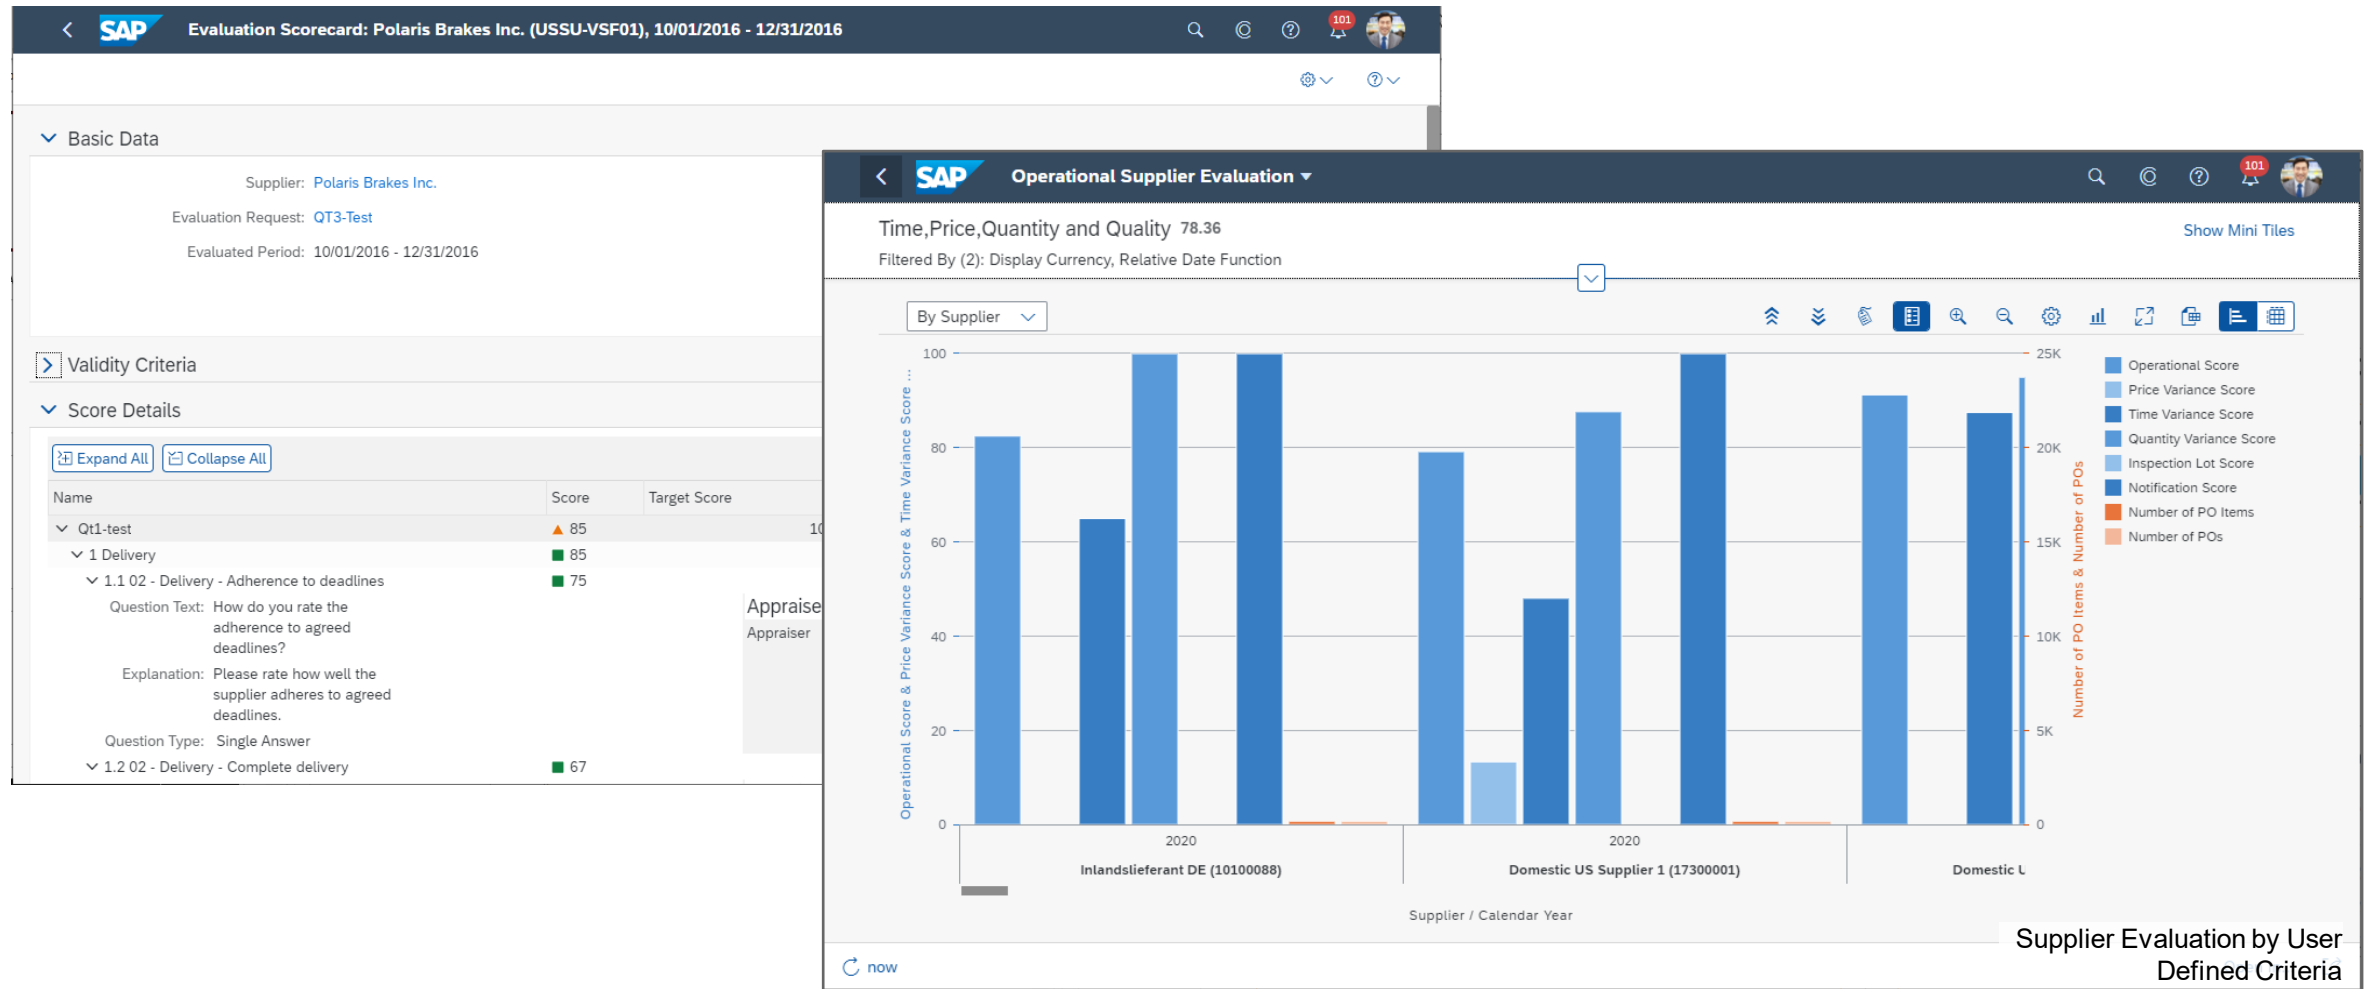 SAP Evaluation Scorecard: Polaris Brakes Inc. (USSU-VSF01), 10/01/2016 - 12/31/2016 101
Basic Data
Supplier: Polaris Brakes Inc.
Evaluation Request: QT3-Test
Evaluated Period: 10/01/2016 - 12/31/2016
Validity Criteria
Score Details
Expand All Collapse All
Name Score Target Score
Qt1-test 85 10
1 Delivery 85
1.1 02 - Delivery - Adherence to deadlines 75
Question Text: How do you rate the
adherence to agreed
deadlines?
Explanation: Please rate how well the
supplier adheres to agreed
deadlines.
Question Type: Single Answer
1.2 02 - Delivery - Complete delivery 67
Appraise
Appraiser
SAP Operational Supplier Evaluation 101
Time,Price,Quantity and Quality 78.36
Show Mini Tiles
Filtered By (2): Display Currency, Relative Date Function
By Supplier
Operational Score & Price Variance Score & Time Variance Score ...
100
80
60
40
20
0
25K
20K
15K
10K
5K
0
Number of PO Items & Number of POs
Operational Score
Price Variance Score
Time Variance Score
Quantity Variance Score
Inspection Lot Score
Notification Score
Number of PO Items
Number of POs
2020 2020
Inlandslieferant DE (10100088) Domestic US Supplier 1 (17300001) Domestic U
Supplier / Calendar Year
now
Supplier Evaluation by User
Defined Criteria